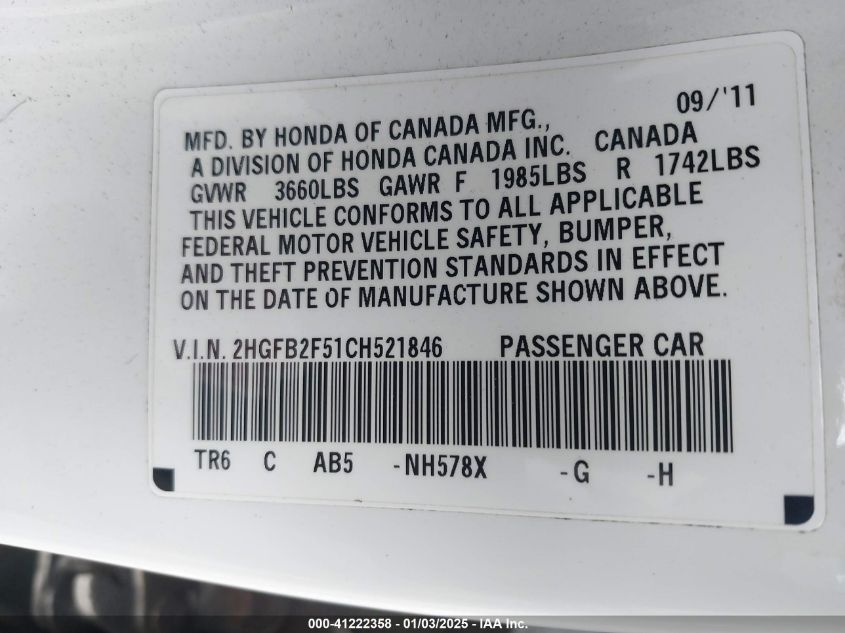 09/'11
MFD. BY HONDA OF CANADA MFG.,
A DIVISION OF HONDA CANADA INC. CANADA
GVWR 3660LBS GAWR F 1985LBS R 1742LBS
THIS VEHICLE CONFORMS TO ALL APPLICABLE
FEDERAL MOTOR VEHICLE SAFETY, BUMPER,
AND THEFT PREVENTION STANDARDS IN EFFECT
ON THE DATE OF MANUFACTURE SHOWN ABOVE.
V.I.N. 2HGFB2F51CH521846 PASSENGER CAR
TR6 C AB5 -NH578X -G -H
000-41222358 - 01/03/2025 - IAA Inc.